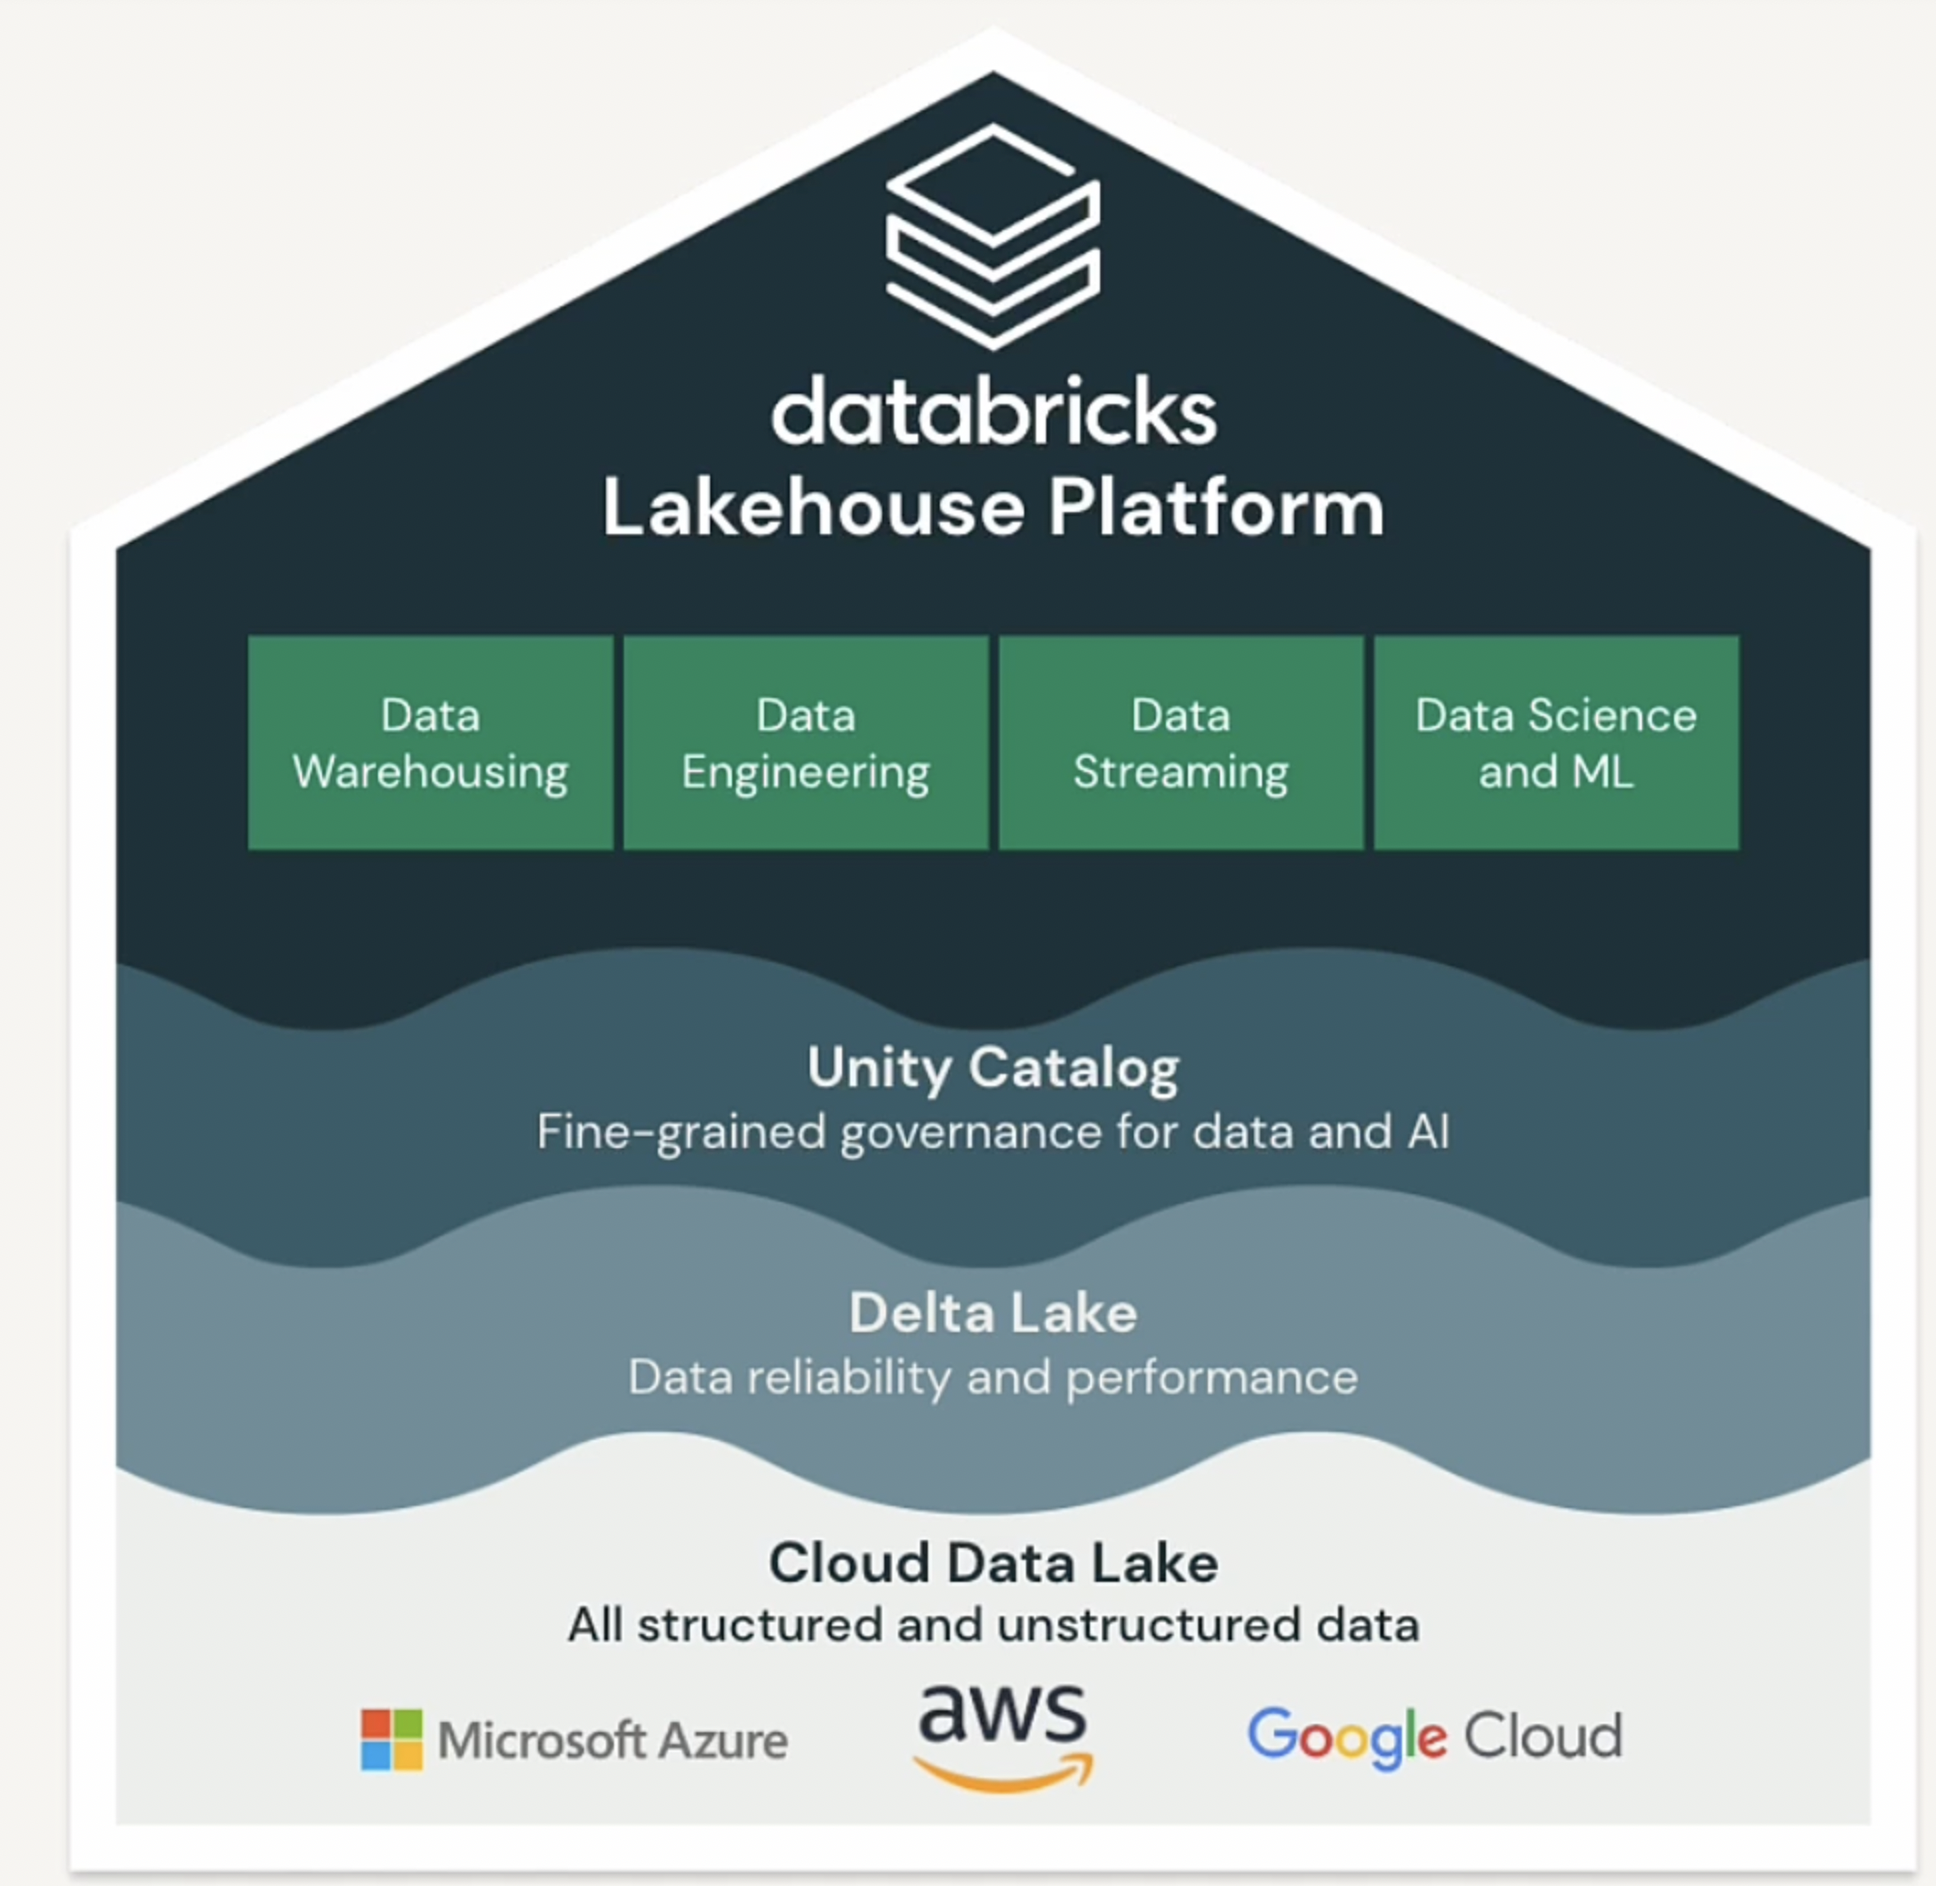 databricks
Lakehouse Platform
Data
Warehousing
Data
Engineering
Data
Streaming
Data Science
and ML
Unity Catalog
Fine-grained governance for data and AI
Delta Lake
Data reliability and performance
Cloud Data Lake
All structured and unstructured data
Microsoft Azure
aws
Google Cloud